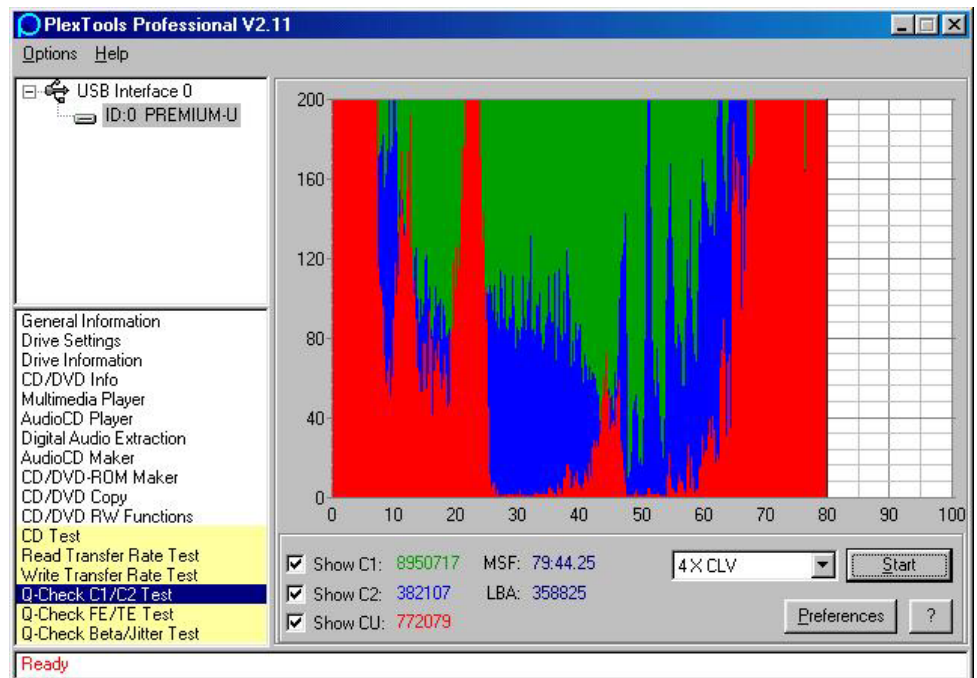 PlexTools Professional V2.11
Options Help
USB Interface 0
ID:0 PREMIUM-U
General Information
Drive Settings
Drive Information
CD/DVD Info
Multimedia Player
AudioCD Player
Digital Audio Extraction
AudioCD Maker
CD/DVD-ROM Maker
CD/DVD Copy
CD/DVD RW Functions
CD Test
Read Transfer Rate Test
Write Transfer Rate Test
Q-Check C1/C2 Test
Q-Check FE/TE Test
Q-Check Beta/Jitter Test
200
160
120
80
40
0
0 10 20 30 40 50 60 70 80 90 100
Show C1: 8950717 MSF: 79:44.25 4 X CLV Start
Show C2: 382107 LBA: 358825
Show CU: 772079 Preferences ?
Ready